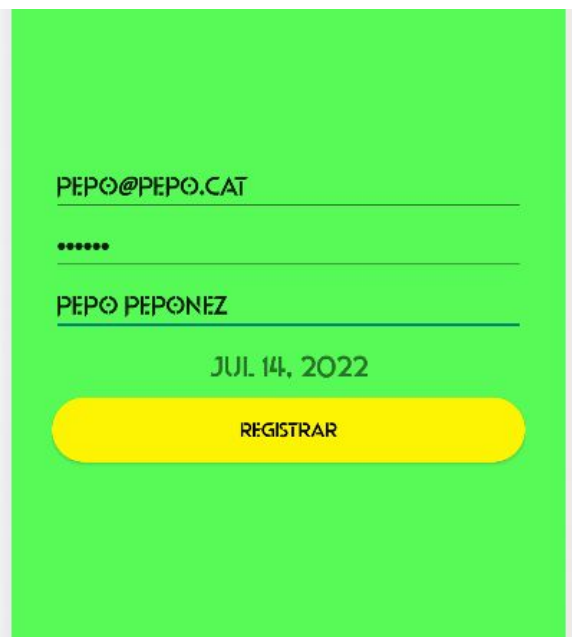 PEPO@PEPO.CAT
••••••
PEPO PEPONEZ
JUL 14, 2022
REGISTRAR